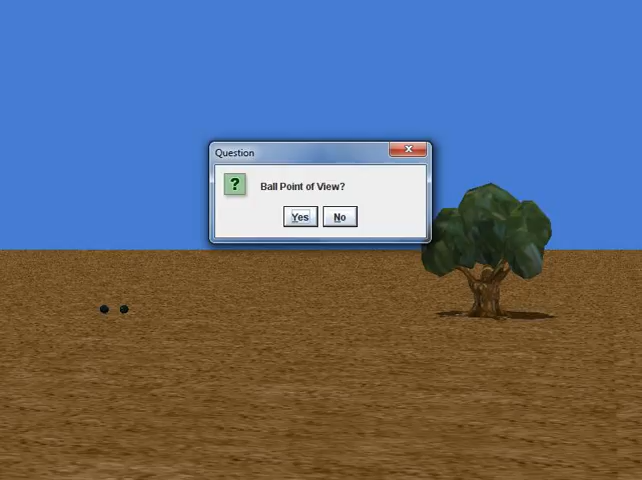 Question
Ball Point of View?
Yes No